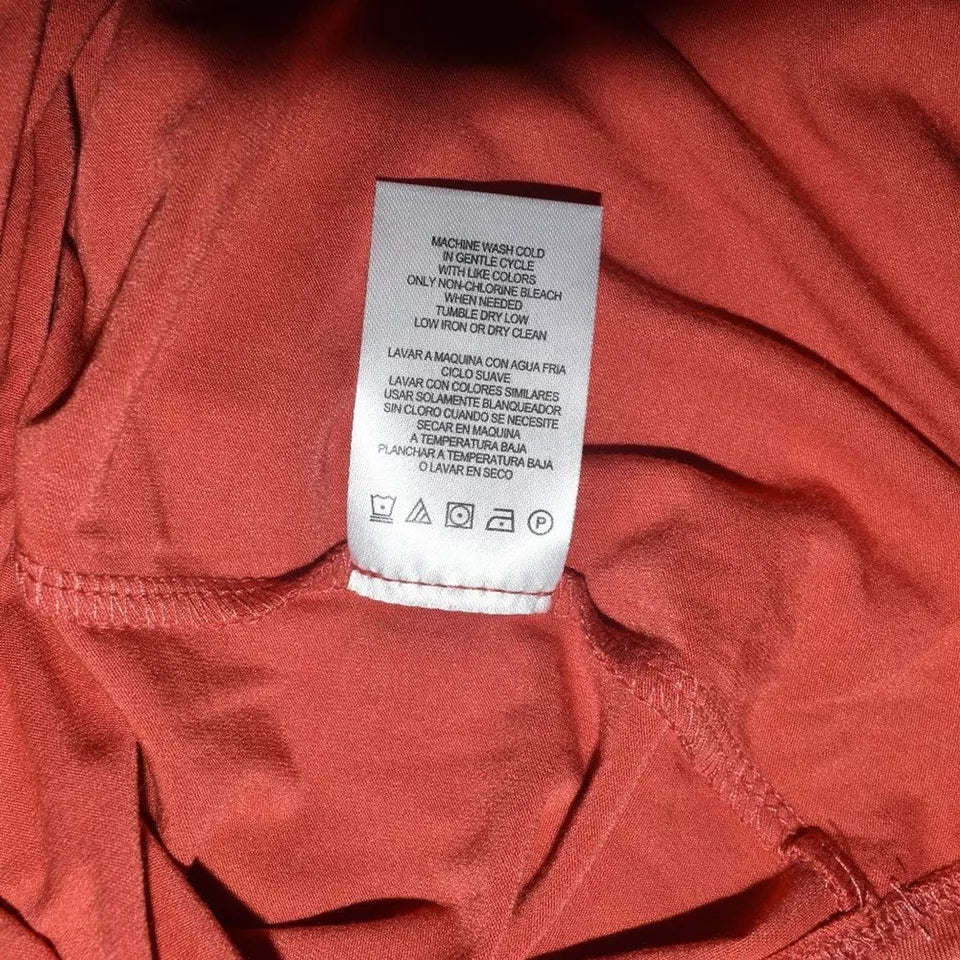 MACHINE WASH COLD
IN GENTLE CYCLE
WITH LIKE COLORS
ONLY NON-CHLORINE BLEACH
WHEN NEEDED
TUMBLE DRY LOW
LOW IRON OR DRY CLEAN
LAVAR A MAQUINA CON AGUA FRIA
CICLO SUAVE
LAVAR CON COLORES SIMILARES
USAR SOLAMENTE BLANQUEADOR
SIN CLORO CUANDO SE NECESITE
SECAR EN MAQUINA
A TEMPERATURA BAJA
PLANCHAR A TEMPERATURA BAJA
O LAVAR EN SECO
P